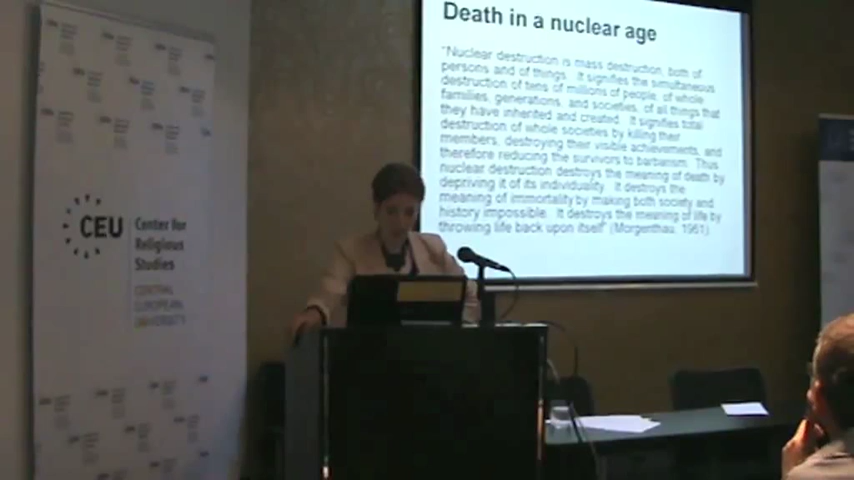 Death in a nuclear age
"Nuclear destruction is mass destruction, both of
persons and of things. It signifies the simultaneous
destruction of tens of millions of people, of whole
families, generations, and societies, of all things that
they have inherited and created. It signifies total
destruction of whole societies by killing their
members, destroying their visible achievements, and
therefore reducing the survivors to barbarism. Thus
nuclear destruction destroys the meaning of death by
depriving it of its individuality. It destroys the
meaning of immortality by making both society and
history impossible. It destroys the meaning of life by
throwing life back upon itself" (Morgenthau, 1961)
CEU
Center for
Religious
Studies
CENTRAL
EUROPEAN
UNIVERSITY